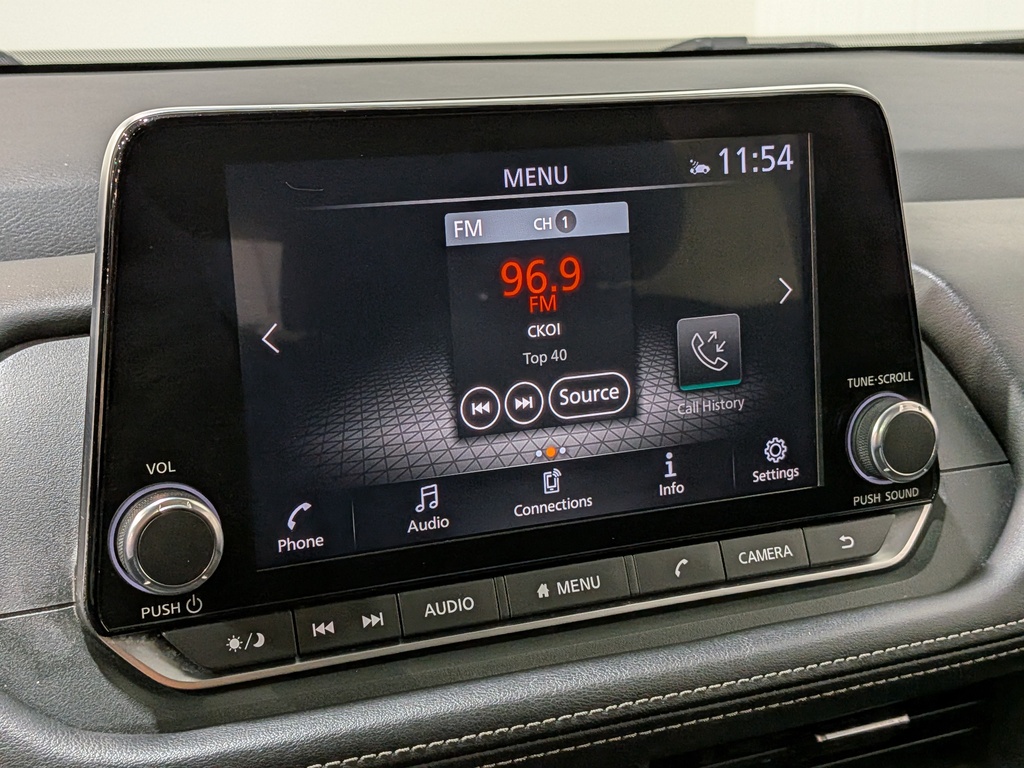 MENU
11:54
FM CH 1
96.9
FM
CKOI
Top 40
Source
Call History
Phone
Audio
Connections
Info
Settings
VOL
PUSH
TUNE·SCROLL
PUSH SOUND
AUDIO
MENU
CAMERA